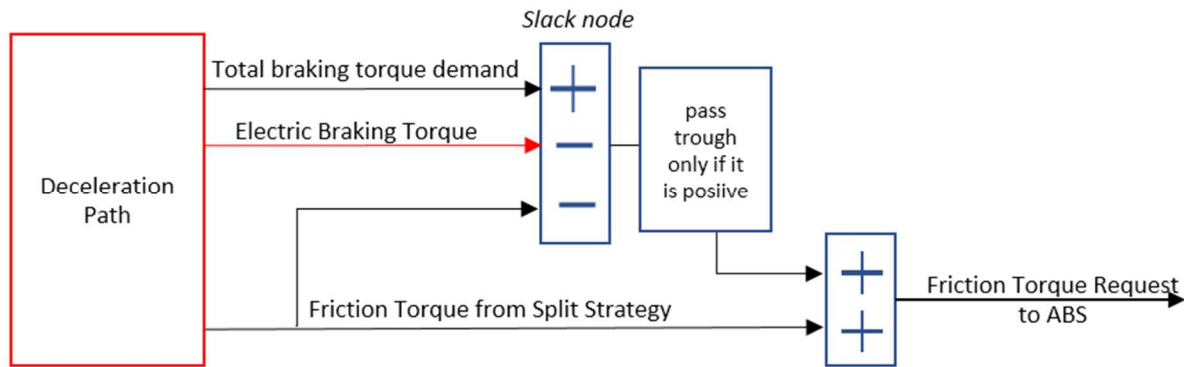 Slack node
Total braking torque demand
Electric Braking Torque
Deceleration
Path
pass
trough
only if it
is posiive
Friction Torque from Split Strategy
Friction Torque Request
to ABS